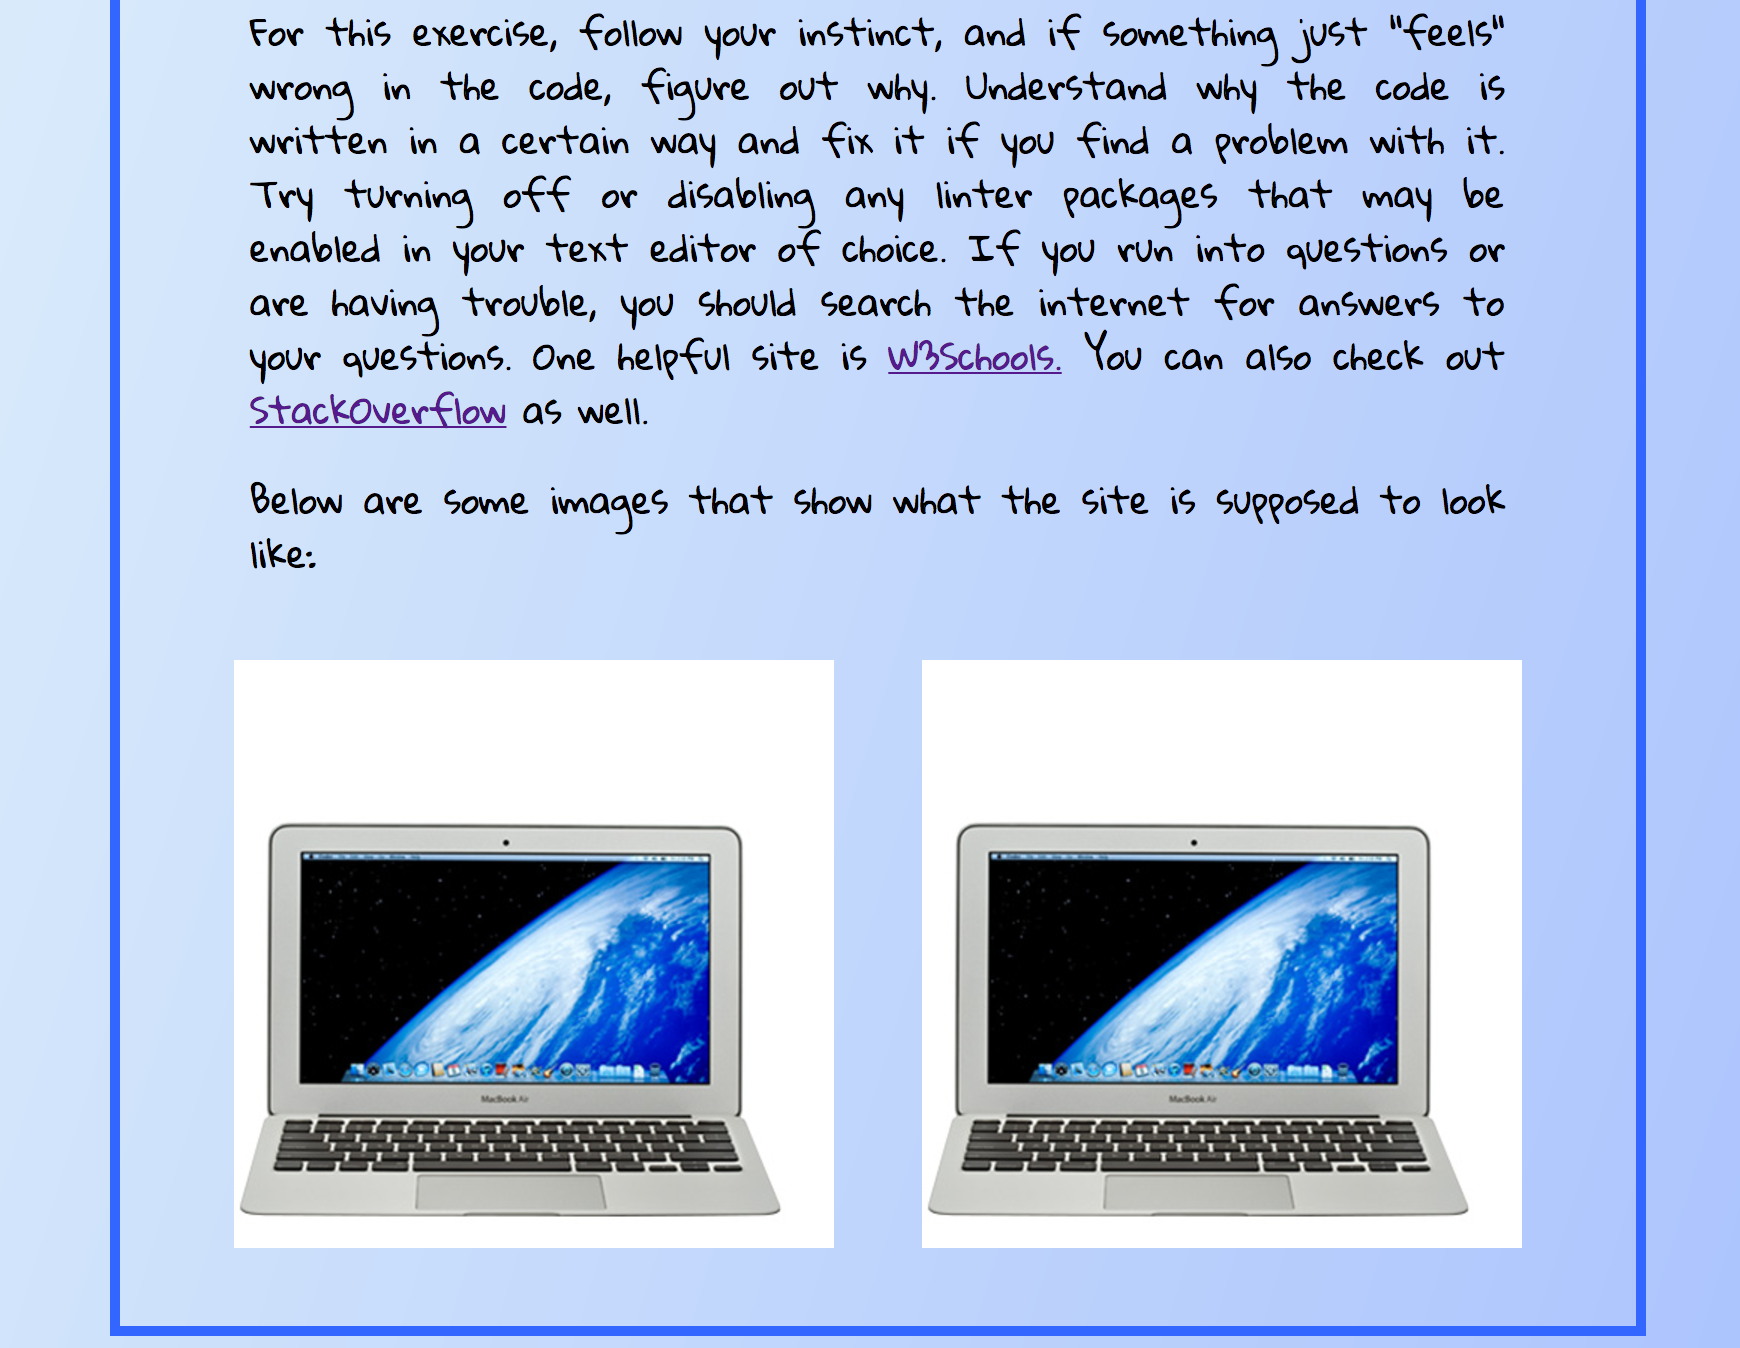 For this exercise, follow your instinct, and if something just "feels"
wrong in the code, figure out why. Understand why the code is
written in a certain way and fix it if you find a problem with it.
Try turning off or disabling any linter packages that may be
enabled in your text editor of choice. If you run into questions or
are having trouble, you should search the internet for answers to
your questions. One helpful site is W3Schools. You can also check out
StackOverflow as well.
Below are some images that show what the site is supposed to look
like:
MacBook Air MacBook Air